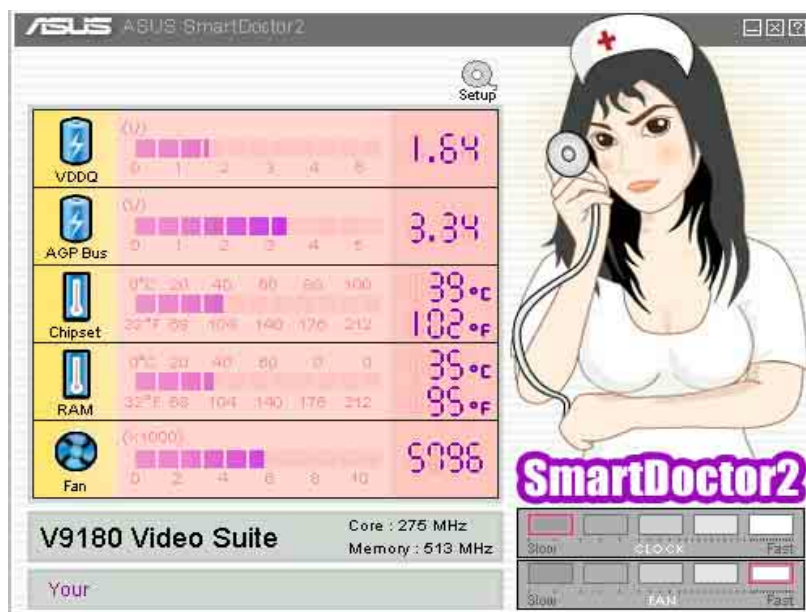 ASUS ASUS SmartDoctor2
Setup
VDDQ (V) 0 1 2 3 4 5 1.64
AGP Bus (V) 0 1 2 3 4 5 3.34
Chipset 0°C 20 40 60 80 100 39°C
32°F 68 104 140 176 212 102°F
RAM 0°C 20 40 60 0 0 35°C
32°F 68 104 140 176 212 95°F
Fan (x1000) 0 2 4 6 8 10 5796
SmartDoctor2
V9180 Video Suite
Core : 275 MHz
Memory : 513 MHz
Slow CLOCK Fast
Your
Slow FAN Fast